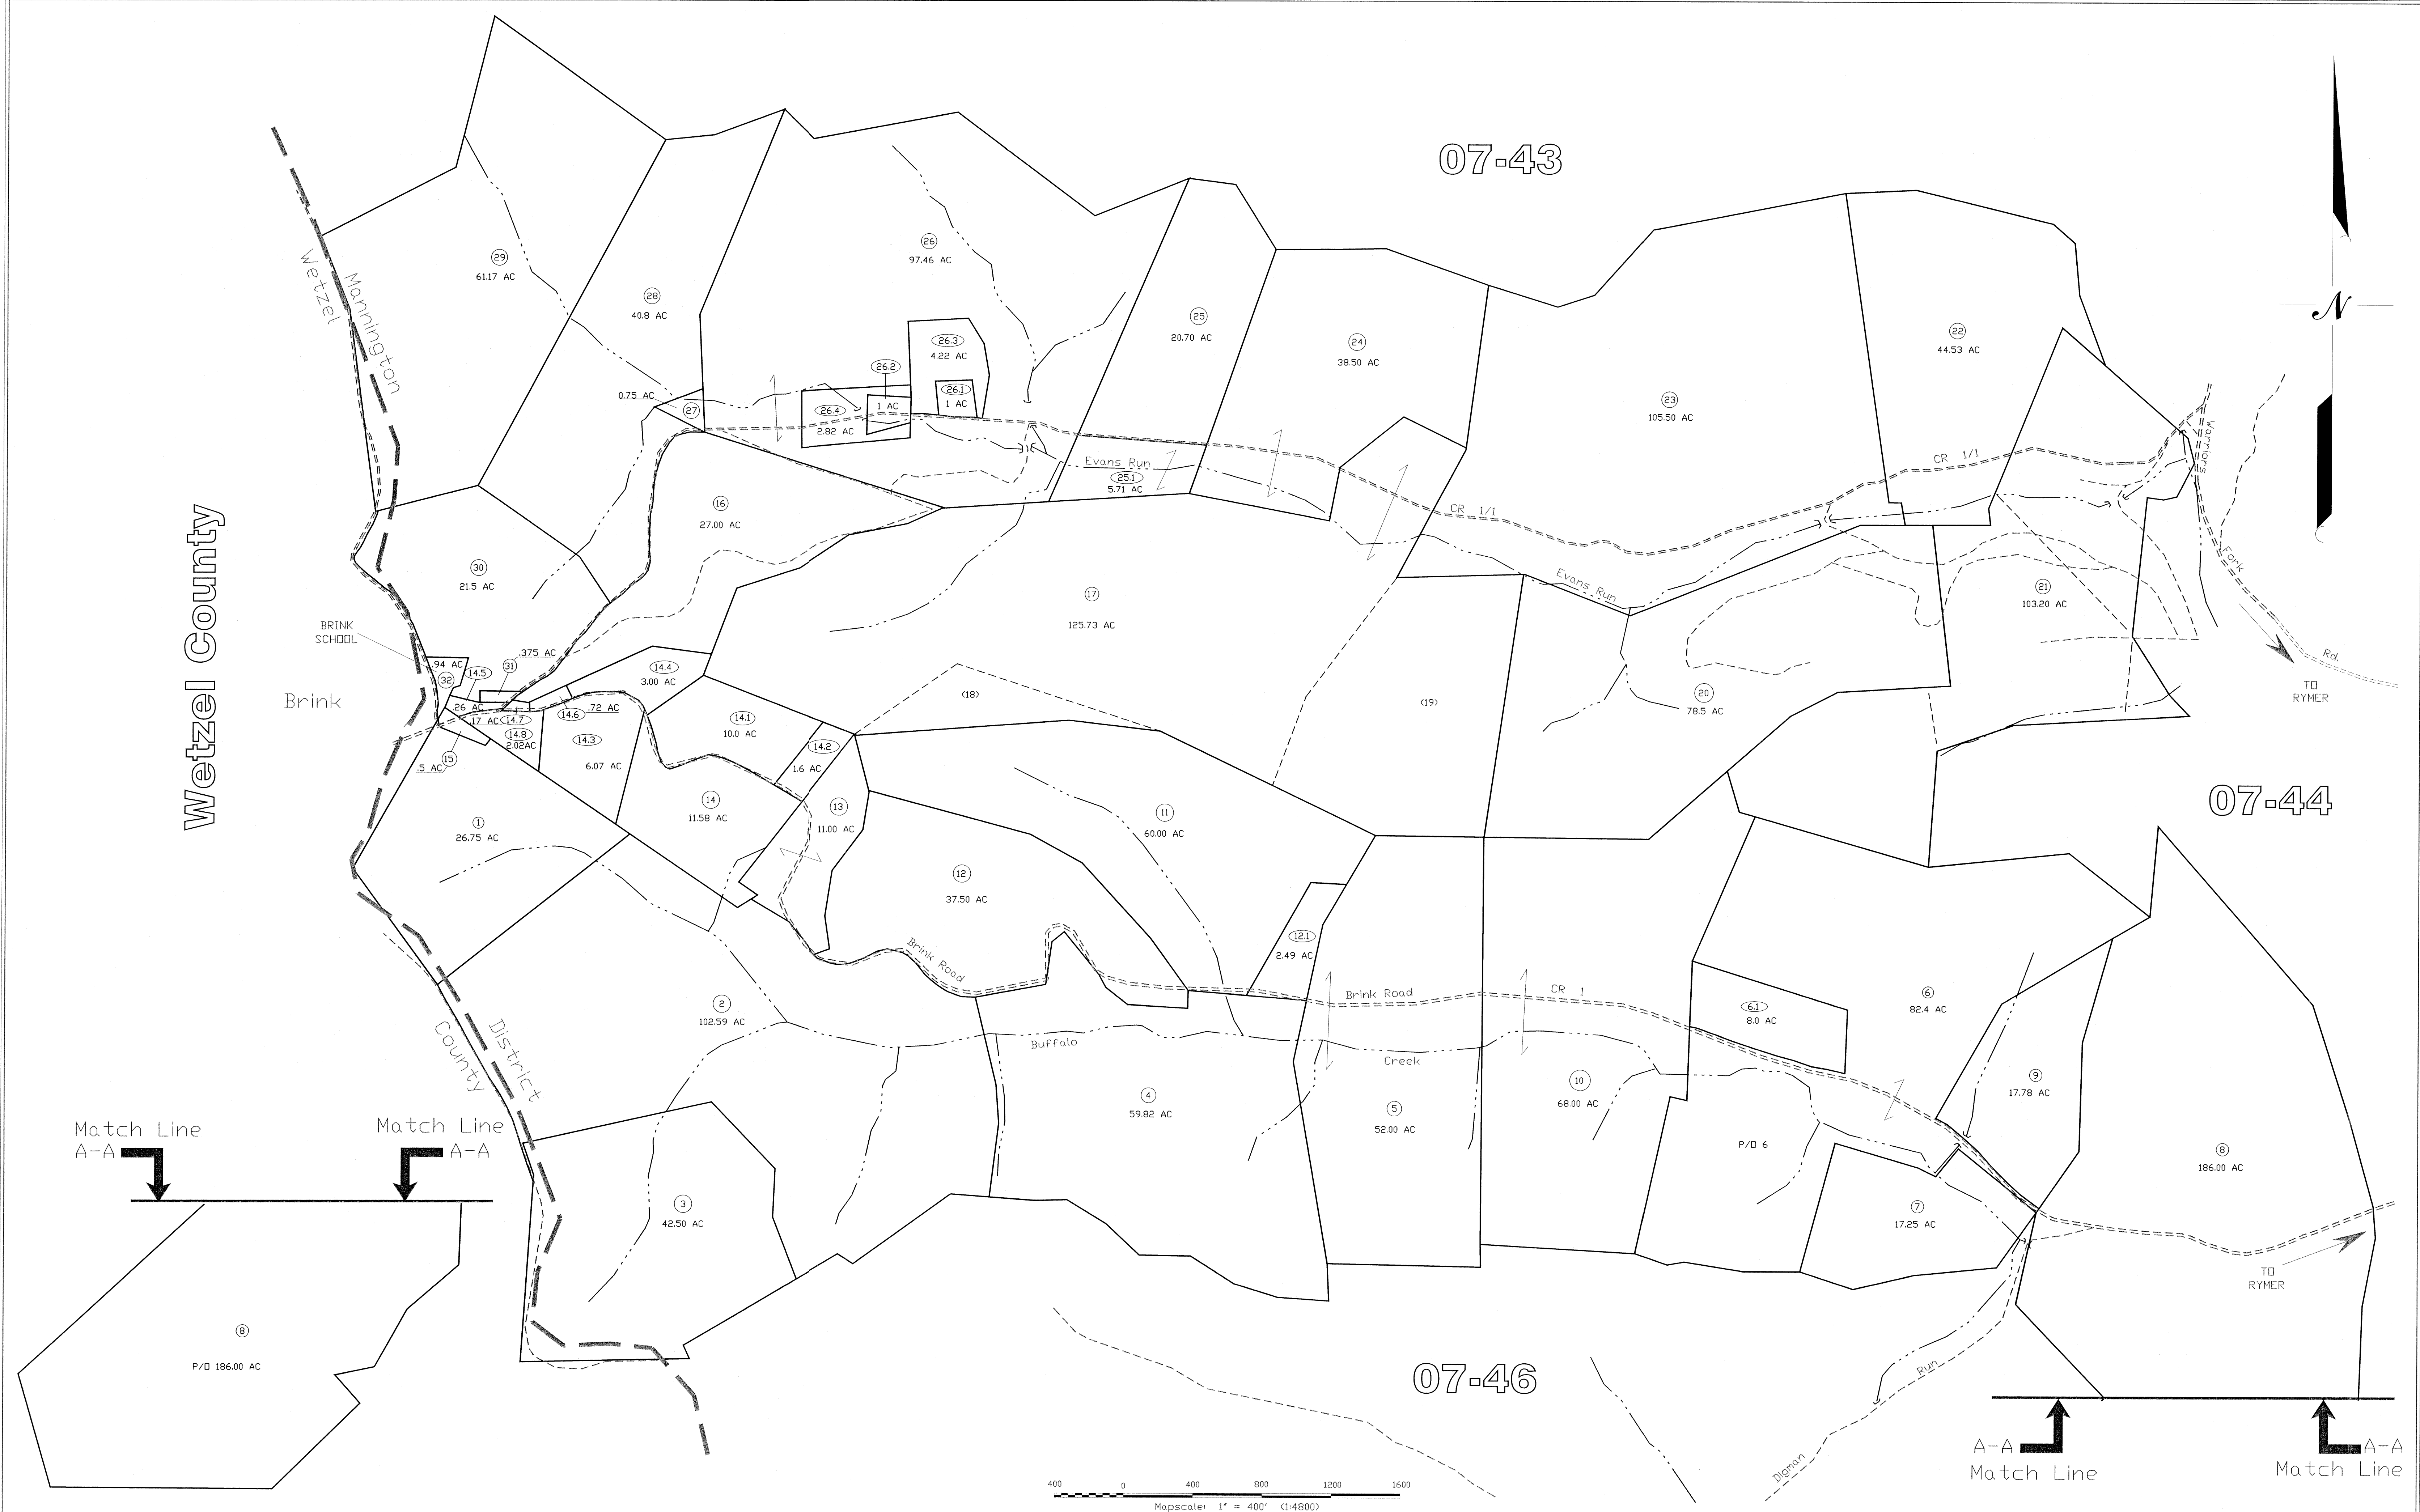 07-43
N
29
61.17 AC
28
40.8 AC
26
97.46 AC
26.3
4.22 AC
26.2
1 AC
26.1
1 AC
26.4
2.82 AC
0.75 AC
27
25
20.70 AC
24
38.50 AC
23
105.50 AC
22
44.53 AC
Wetzel
Mannington
Evans Run
25.1
5.71 AC
CR 1/1
CR 1/1
Warriors
Fork
Rd.
TO
RYMER
16
27.00 AC
30
21.5 AC
Evans Run
17
125.73 AC
21
103.20 AC
Wetzel County
BRINK
SCHOOL
Brink
.94 AC
32
14.5
31
.375 AC
14.4
3.00 AC
.26 AC
.17 AC
14.7
14.6
.72 AC
14.8
2.02AC
14.3
6.07 AC
15
.5 AC
14.1
10.0 AC
14.2
1.6 AC
(18)
(19)
20
78.5 AC
07-44
1
26.75 AC
14
11.58 AC
13
11.00 AC
11
60.00 AC
12
37.50 AC
12.1
2.49 AC
Brink Road
Brink Road
CR 1
6.1
8.0 AC
6
82.4 AC
2
102.59 AC
Buffalo
Creek
County
District
4
59.82 AC
5
52.00 AC
10
68.00 AC
P/O 6
9
17.78 AC
8
186.00 AC
7
17.25 AC
3
42.50 AC
Match Line
A-A
Match Line
A-A
8
P/O 186.00 AC
TO
RYMER
07-46
Run
Digman
A-A
Match Line
A-A
Match Line
400 0 400 800 1200 1600
Mapscale: 1" = 400' (1:4800)